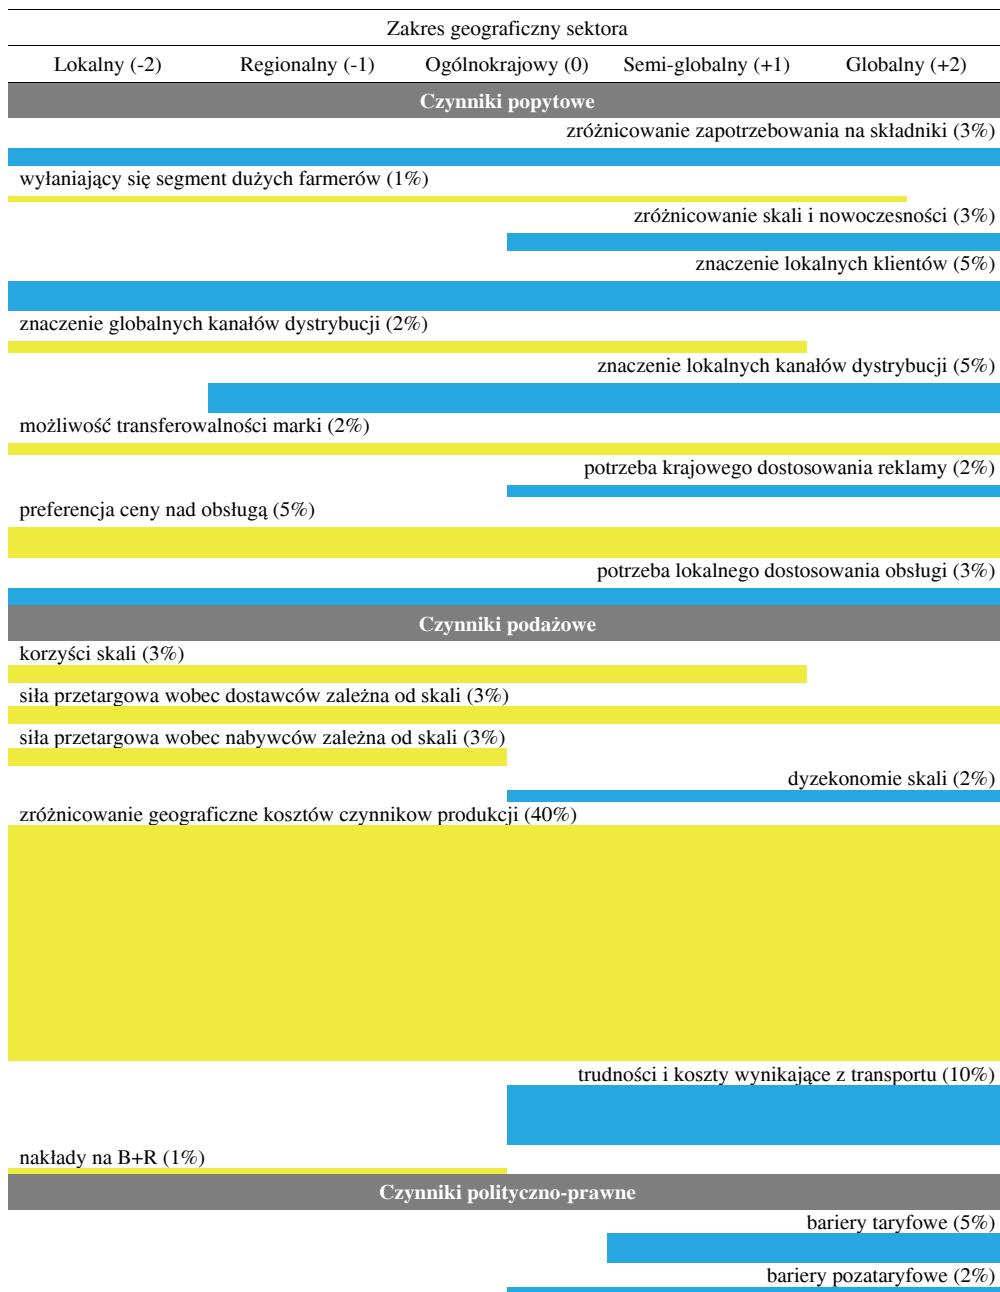 Zakres geograficzny sektora
Lokalny (-2) Regionalny (-1) Ogólnokrajowy (0) Semi-globalny (+1) Globalny (+2)
Czynniki popytowe
zróżnicowanie zapotrzebowania na składniki (3%)
wyłaniający się segment dużych farmerów (1%)
zróżnicowanie skali i nowoczesności (3%)
znaczenie lokalnych klientów (5%)
znaczenie globalnych kanałów dystrybucji (2%)
znaczenie lokalnych kanałów dystrybucji (5%)
możliwość transferowalności marki (2%)
potrzeba krajowego dostosowania reklamy (2%)
preferencja ceny nad obsługą (5%)
potrzeba lokalnego dostosowania obsługi (3%)
Czynniki podażowe
korzyści skali (3%)
siła przetargowa wobec dostawców zależna od skali (3%)
siła przetargowa wobec nabywców zależna od skali (3%)
dyzekonomie skali (2%)
zróżnicowanie geograficzne kosztów czynnikow produkcji (40%)
trudności i koszty wynikające z transportu (10%)
nakłady na B+R (1%)
Czynniki polityczno-prawne
bariery taryfowe (5%)
bariery pozataryfowe (2%)